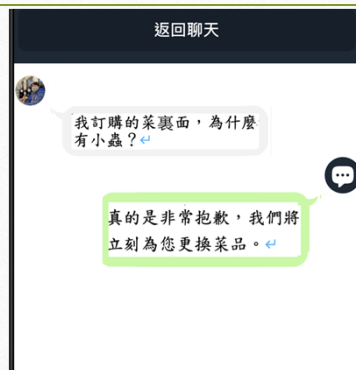 返回聊天
我訂購的菜裏面，為什麼
有小蟲？↵
真的是非常抱歉，我們將
立刻為您更換菜品。↵